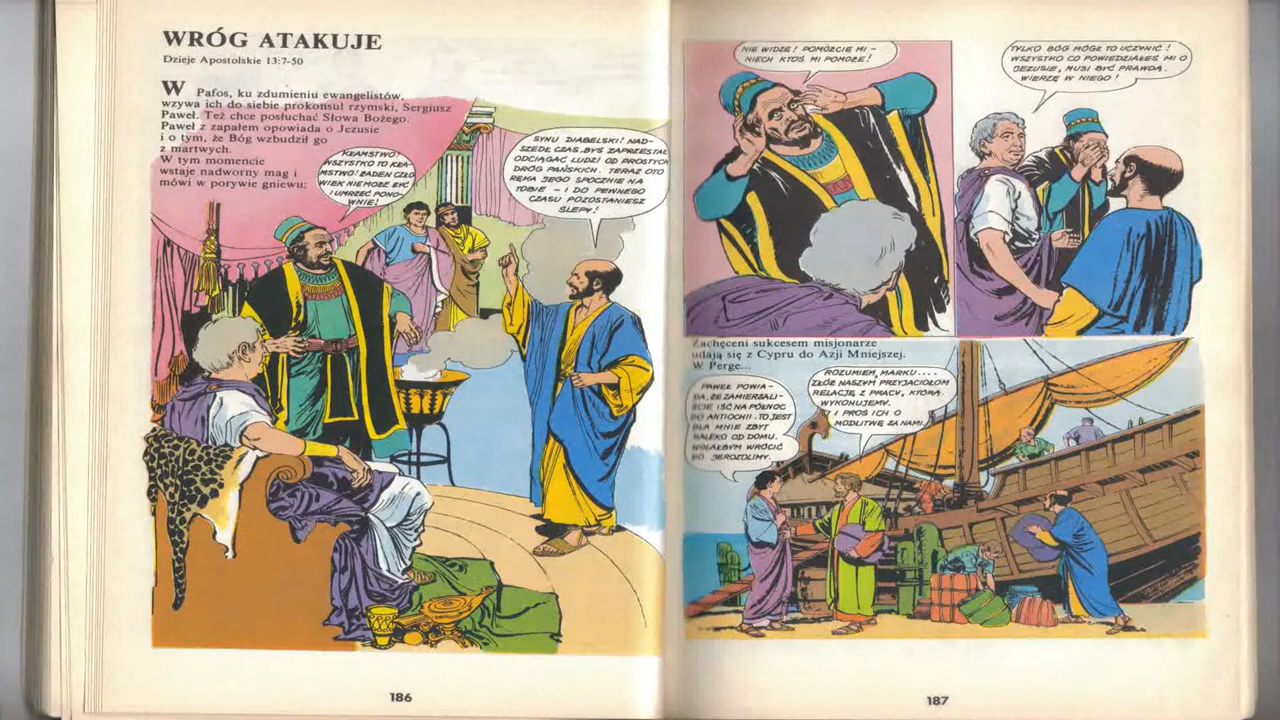 WRÓG ATAKUJE
Dzieje Apostolskie 13:7-50
W Pafos, ku zdumieniu ewangelistów,
wzywa ich do siebie prokonsul rzymski, Sergiusz
Paweł. Też chce posłuchać Słowa Bożego.
Paweł z zapałem opowiada o Jezusie
i o tym, że Bóg wzbudził go
z martwych.
W tym momencie
wstaje nadworny mag i
mówi w porywie gniewu:
KŁAMSTWO!
WSZYSTKO TO KŁA-
MSTWO! ŻADEN CZŁO-
WIEK NIE MOŻE ŻYĆ
I UMRZEĆ PONO-
WNIE!
SYNU DIABELSKI! NAD-
SZEDŁ CZAS, BYŚ ZAPRZESTAŁ
ODCIĄGAĆ LUDZI OD PROSTYCH
DRÓG PAŃSKICH. TERAZ OTO
RĘKA JEGO SPOCZNIE NA
TOBIE – I DO PEWNEGO
CZASU POZOSTANIESZ
ŚLEPY!
186
NIE WIDZĘ! POMÓŻCIE MI –
NIECH KTOŚ MI POMOŻE!
TYLKO BÓG MÓGŁ TO UCZYNIĆ!
WSZYSTKO CO POWIEDZIAŁEŚ MI O
JEZUSIE, MUSI BYĆ PRAWDĄ.
WIERZĘ W NIEGO!
Zachęceni sukcesem misjonarze
udają się z Cypru do Azji Mniejszej.
W Perge...
PAWEŁ POWIA-
DA, ŻE ZAMIERZALI-
ŚCIE IŚĆ NA PÓŁNOC
DO ANTIOCHII. TO JEST
DLA MNIE ZBYT
DALEKO OD DOMU.
WOLAŁBYM WRÓCIĆ
DO JEROZOLIMY.
ROZUMIEM, MARKU....
ZŁÓŻ NASZYM PRZYJACIOŁOM
RELACJĘ Z PRACY, KTÓRĄ
WYKONUJEMY.
I PROŚ ICH O
MODLITWĘ ZA NAMI.
187